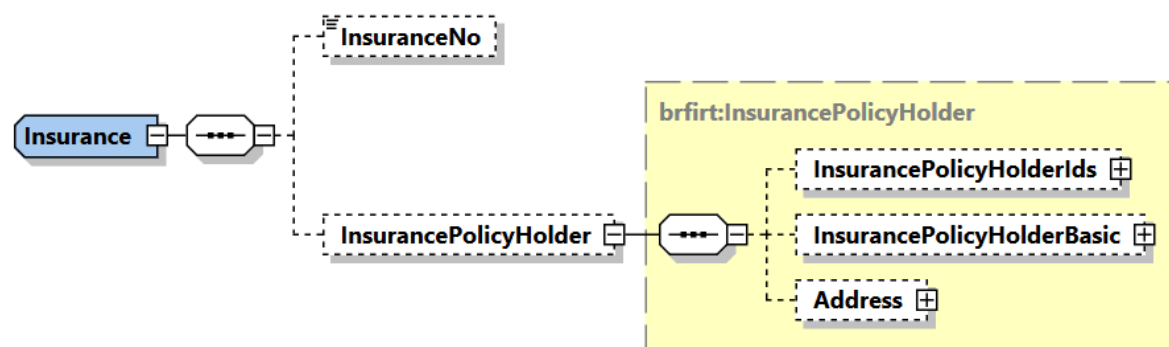 InsuranceNo
brfirt:InsurancePolicyHolder
Insurance
InsurancePolicyHolderIds
InsurancePolicyHolder
InsurancePolicyHolderBasic
Address